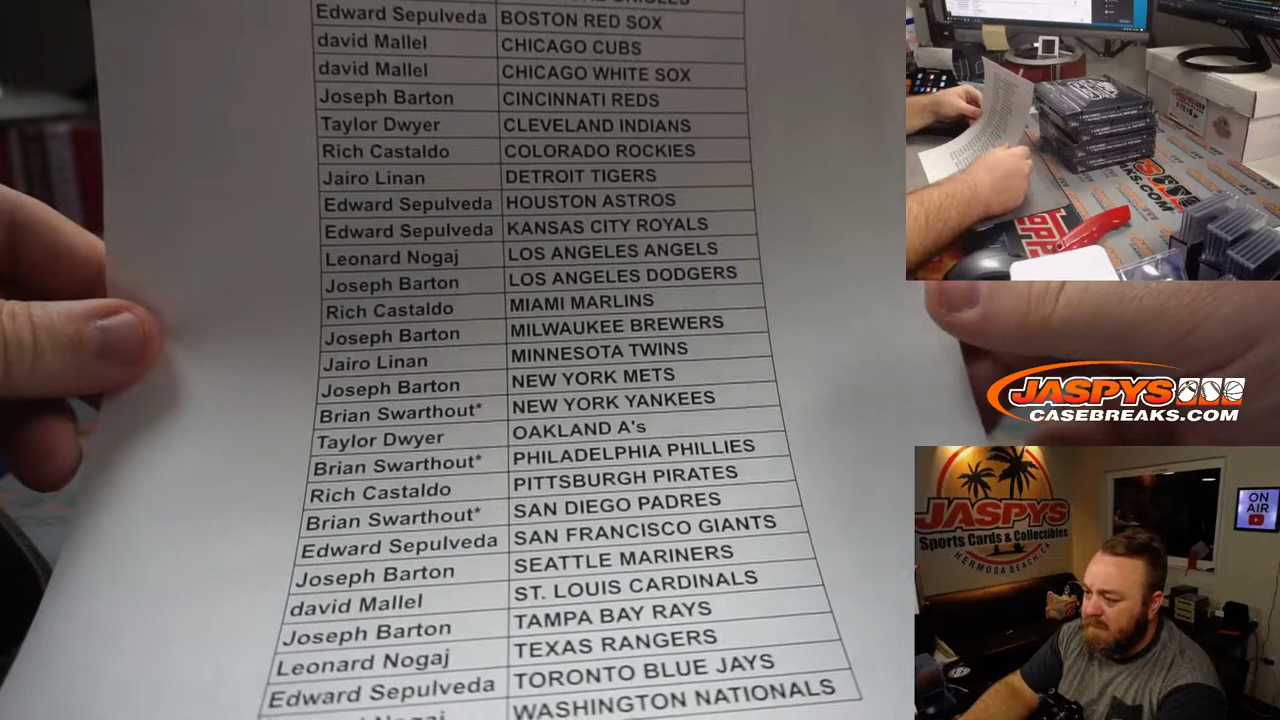 Edward Sepulveda BOSTON RED SOX
david Mallel CHICAGO CUBS
david Mallel CHICAGO WHITE SOX
Joseph Barton CINCINNATI REDS
Taylor Dwyer CLEVELAND INDIANS
Rich Castaldo COLORADO ROCKIES
Jairo Linan DETROIT TIGERS
Edward Sepulveda HOUSTON ASTROS
Edward Sepulveda KANSAS CITY ROYALS
Leonard Nogaj LOS ANGELES ANGELS
Joseph Barton LOS ANGELES DODGERS
Rich Castaldo MIAMI MARLINS
Joseph Barton MILWAUKEE BREWERS
Jairo Linan MINNESOTA TWINS
Joseph Barton NEW YORK METS
Brian Swarthout* NEW YORK YANKEES
Taylor Dwyer OAKLAND A's
Brian Swarthout* PHILADELPHIA PHILLIES
Rich Castaldo PITTSBURGH PIRATES
Brian Swarthout* SAN DIEGO PADRES
Edward Sepulveda SAN FRANCISCO GIANTS
Joseph Barton SEATTLE MARINERS
david Mallel ST. LOUIS CARDINALS
Joseph Barton TAMPA BAY RAYS
Leonard Nogaj TEXAS RANGERS
Edward Sepulveda TORONTO BLUE JAYS
Nogaj WASHINGTON NATIONALS
JASPYS
CASEBREAKS.COM
JASPYS
Sports Cards & Collectibles
HERMOSA BEACH, CA
ON
AIR